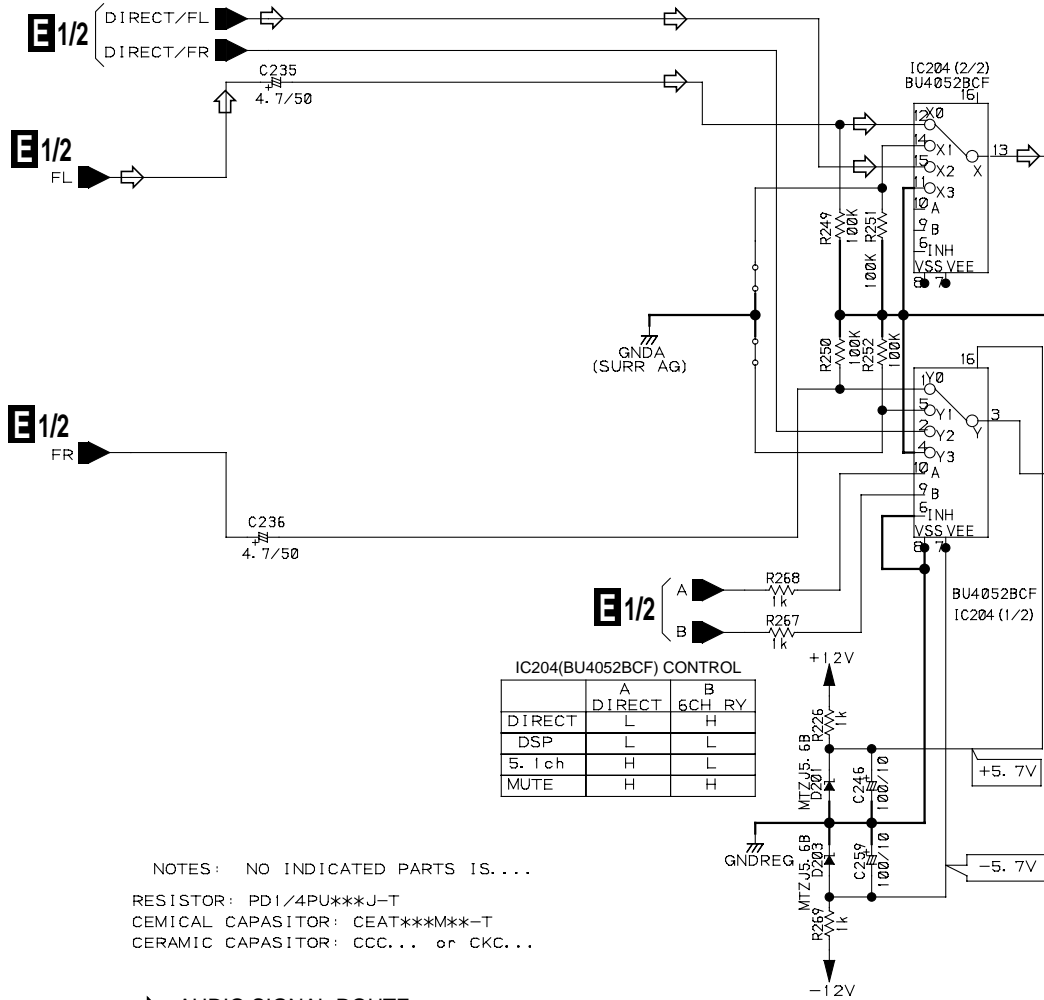 E 1/2
DIRECT/FL
DIRECT/FR
C235
4.7/50
IC204(2/2)
BU4052BCF
16
12 X0
14 X1
15 X2
11 X3
13
X
10 A
9 B
6 INH
VSS VEE
8 7
E 1/2
FL
R249
100K
R251
100K
GNDA
(SURR AG)
R250
100K
R252
100K
16
1 Y0
5 Y1
2 Y2
4 Y3
3
Y
10 A
9 B
6 INH
VSS VEE
8 7
E 1/2
FR
C236
4.7/50
BU4052BCF
IC204(1/2)
E 1/2
A
R268
1k
B
R267
1k
IC204(BU4052BCF) CONTROL
A DIRECT B 6CH RY
DIRECT L H
DSP L L
5.1ch H L
MUTE H H
+12V
R226
1k
MTZJ5.6B
D201
C246
100/10
+5.7V
GNDREG
MTZJ5.6B
D203
C259
100/10
-5.7V
R269
1k
-12V
NOTES: NO INDICATED PARTS IS....
RESISTOR: PD1/4PU***J-T
CEMICAL CAPASITOR: CEAT***M**-T
CERAMIC CAPASITOR: CCC... or CKC...
AUDIO SIGNAL ROUTE